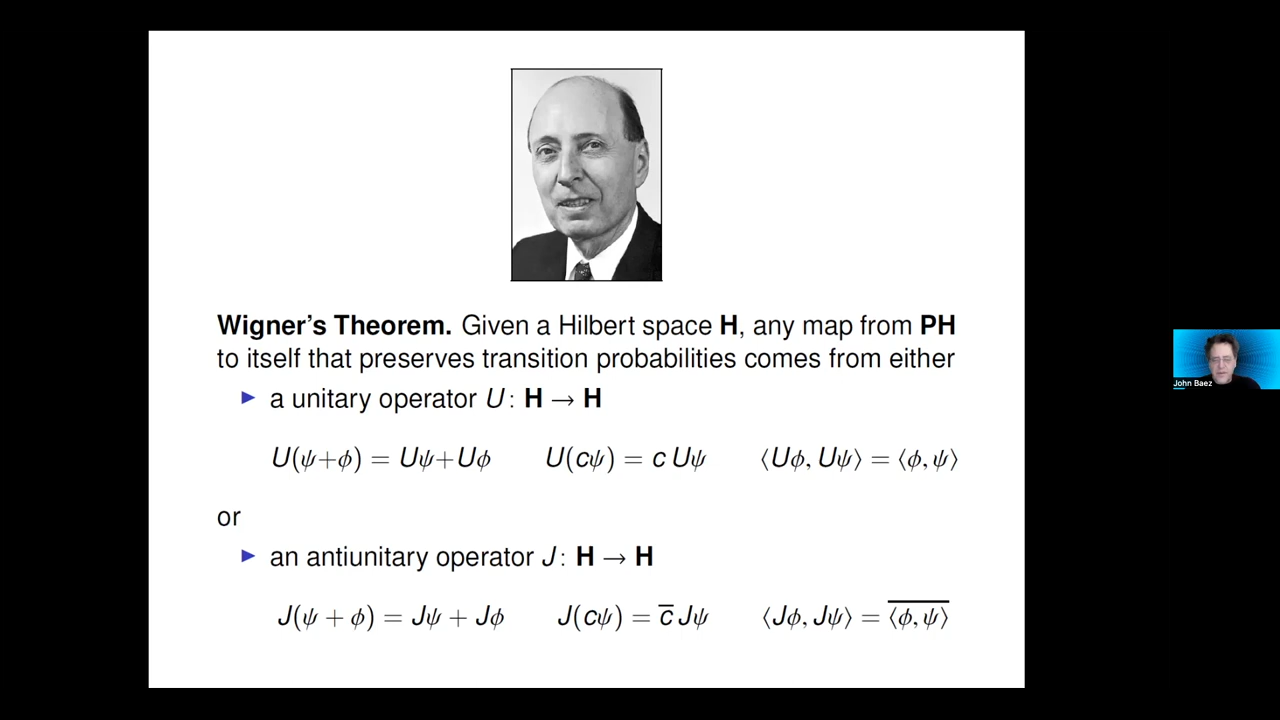 Wigner's Theorem. Given a Hilbert space H, any map from PH
to itself that preserves transition probabilities comes from either
▶ a unitary operator U: H → H
U(ψ+ϕ) = Uψ+Uϕ U(cψ) = c Uψ ⟨Uϕ, Uψ⟩ = ⟨ϕ, ψ⟩
or
▶ an antiunitary operator J: H → H
J(ψ + ϕ) = Jψ + Jϕ J(cψ) = c̅ Jψ ⟨Jϕ, Jψ⟩ = \overline{⟨ϕ, ψ⟩}
John Baez